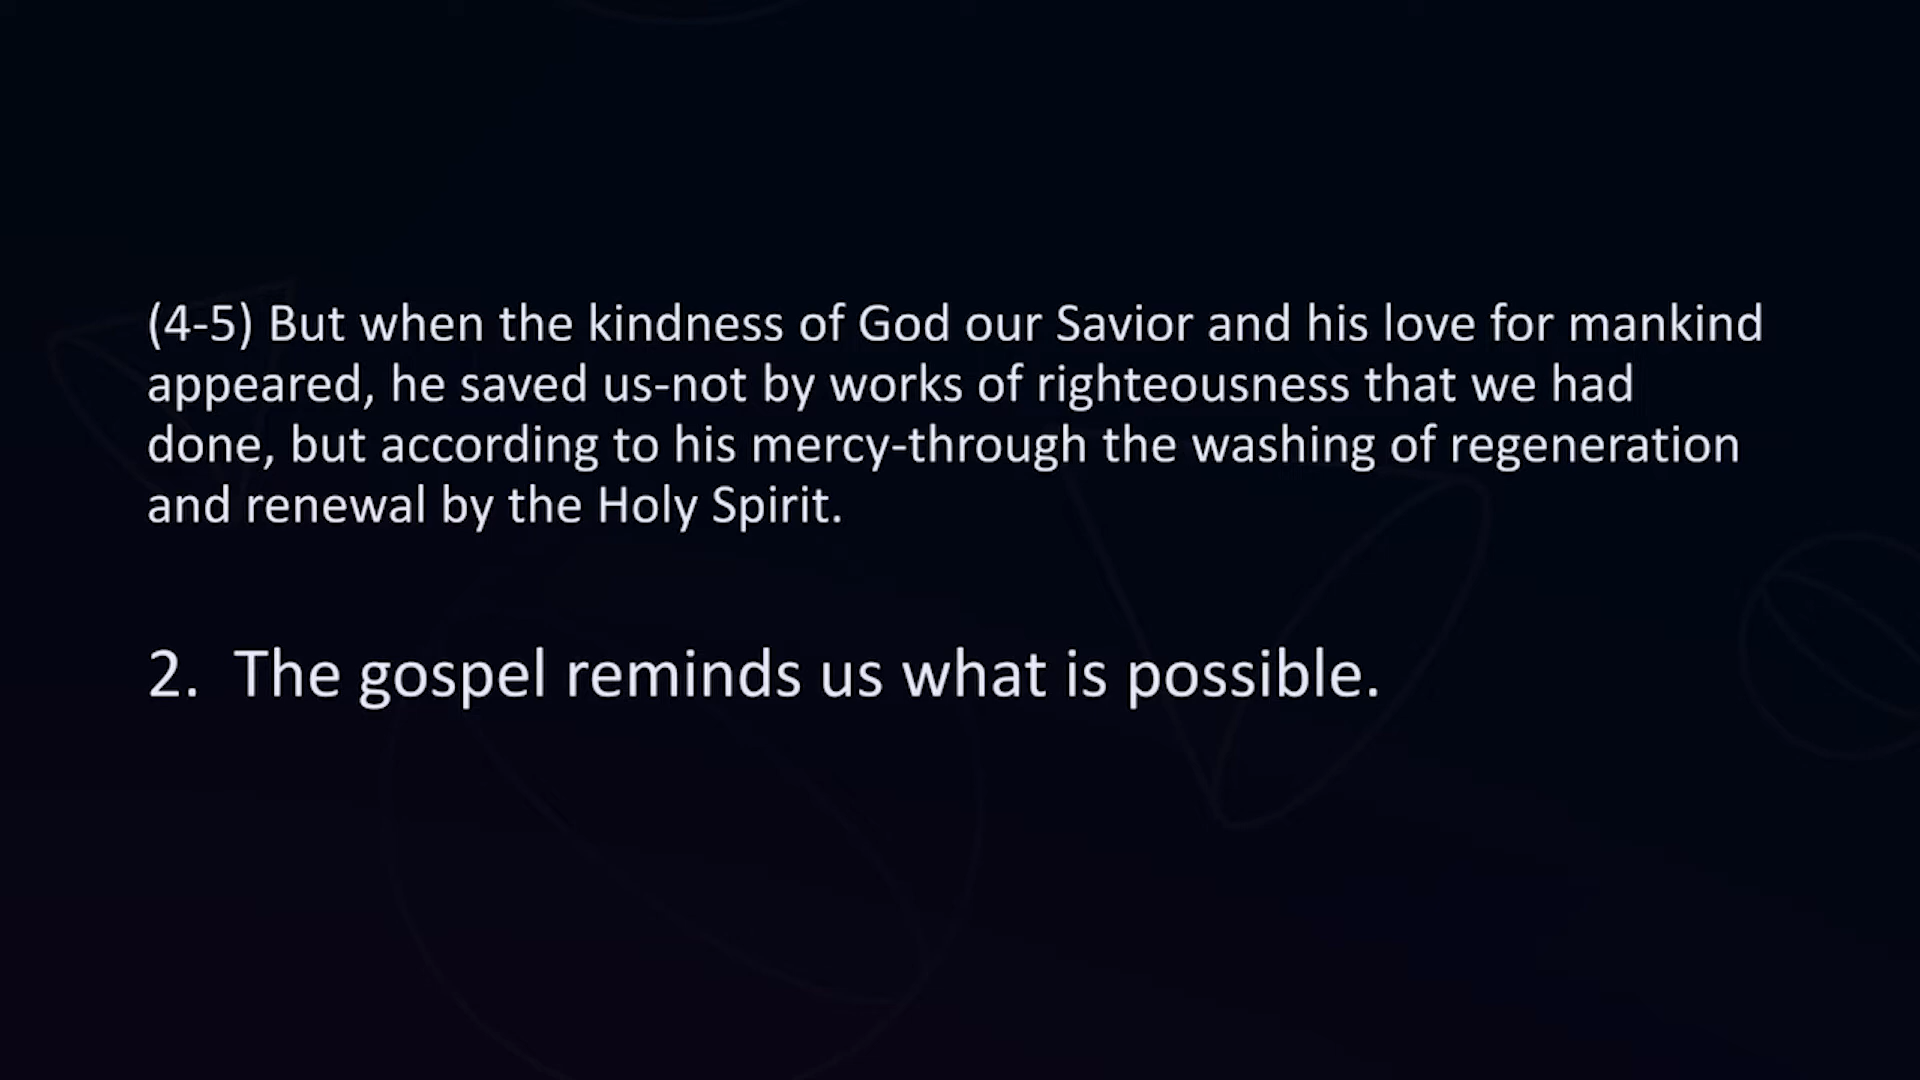 (4-5) But when the kindness of God our Savior and his love for mankind
appeared, he saved us-not by works of righteousness that we had
done, but according to his mercy-through the washing of regeneration
and renewal by the Holy Spirit.
2. The gospel reminds us what is possible.